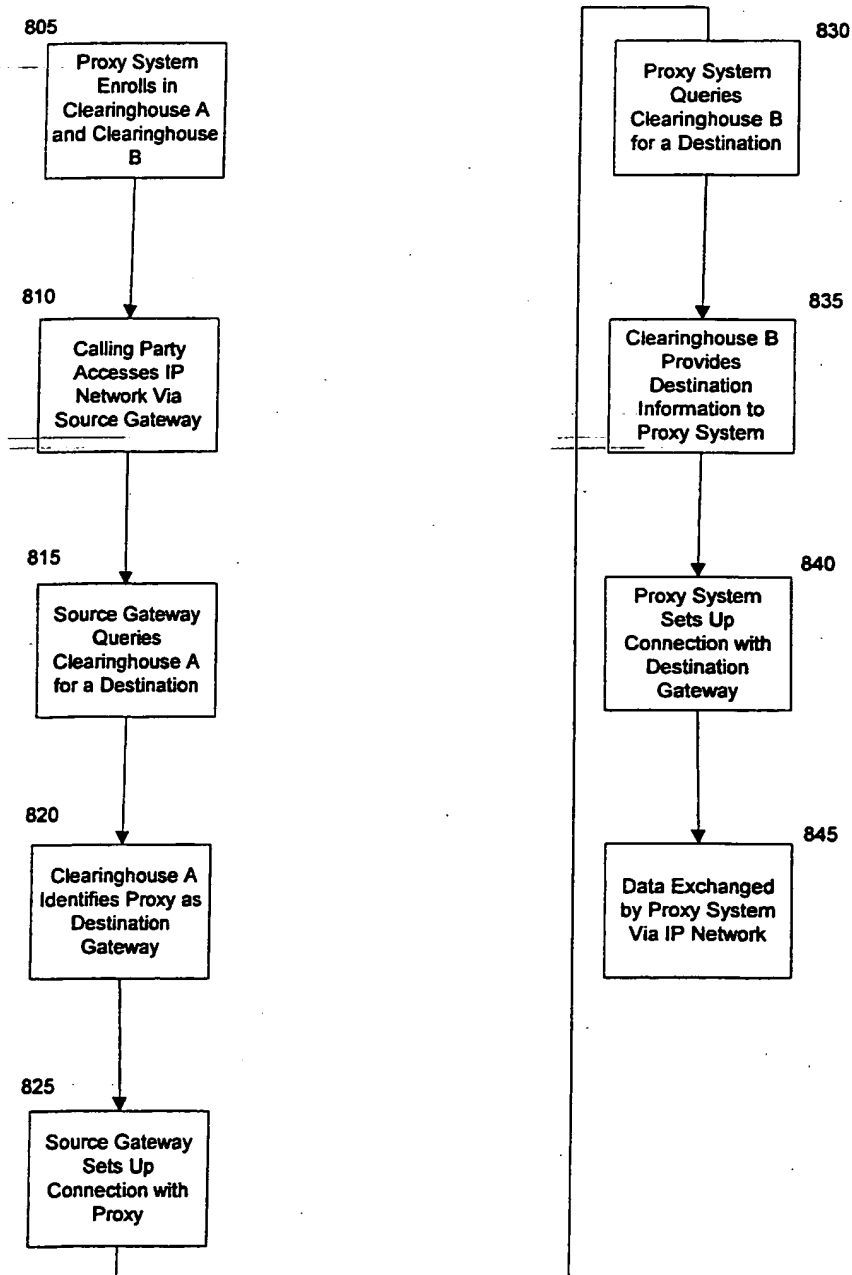 805
Proxy System
Enrolls in
Clearinghouse A
and Clearinghouse
B
810
Calling Party
Accesses IP
Network Via
Source Gateway
815
Source Gateway
Queries
Clearinghouse A
for a Destination
820
Clearinghouse A
Identifies Proxy as
Destination
Gateway
825
Source Gateway
Sets Up
Connection with
Proxy
830
Proxy System
Queries
Clearinghouse B
for a Destination
835
Clearinghouse B
Provides
Destination
Information to
Proxy System
840
Proxy System
Sets Up
Connection with
Destination
Gateway
845
Data Exchanged
by Proxy System
Via IP Network